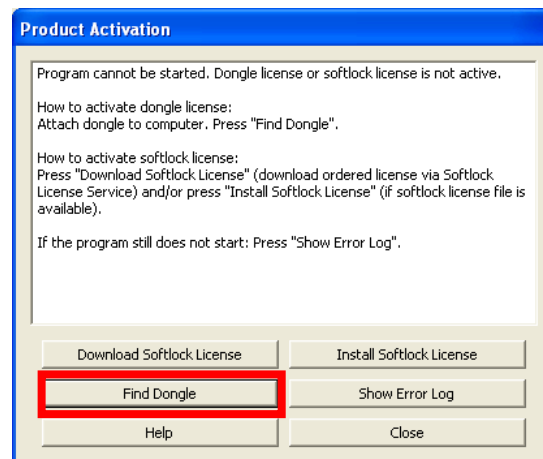 Product Activation
Program cannot be started. Dongle license or softlock license is not active.
How to activate dongle license:
Attach dongle to computer. Press "Find Dongle".
How to activate softlock license:
Press "Download Softlock License" (download ordered license via Softlock
License Service) and/or press "Install Softlock License" (if softlock license file is
available).
If the program still does not start: Press "Show Error Log".
Download Softlock License
Install Softlock License
Find Dongle
Show Error Log
Help
Close